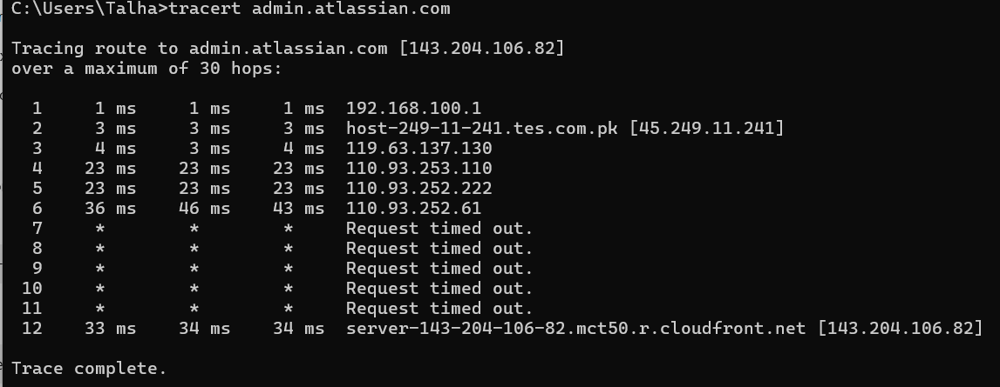 C:\Users\Talha>tracert admin.atlassian.com
Tracing route to admin.atlassian.com [143.204.106.82]
over a maximum of 30 hops:
1 1 ms 1 ms 1 ms 192.168.100.1
2 3 ms 3 ms 3 ms host-249-11-241.tes.com.pk [45.249.11.241]
3 4 ms 3 ms 4 ms 119.63.137.130
4 23 ms 23 ms 23 ms 110.93.253.110
5 23 ms 23 ms 23 ms 110.93.252.222
6 36 ms 46 ms 43 ms 110.93.252.61
7 * * * Request timed out.
8 * * * Request timed out.
9 * * * Request timed out.
10 * * * Request timed out.
11 * * * Request timed out.
12 33 ms 34 ms 34 ms server-143-204-106-82.mct50.r.cloudfront.net [143.204.106.82]
Trace complete.